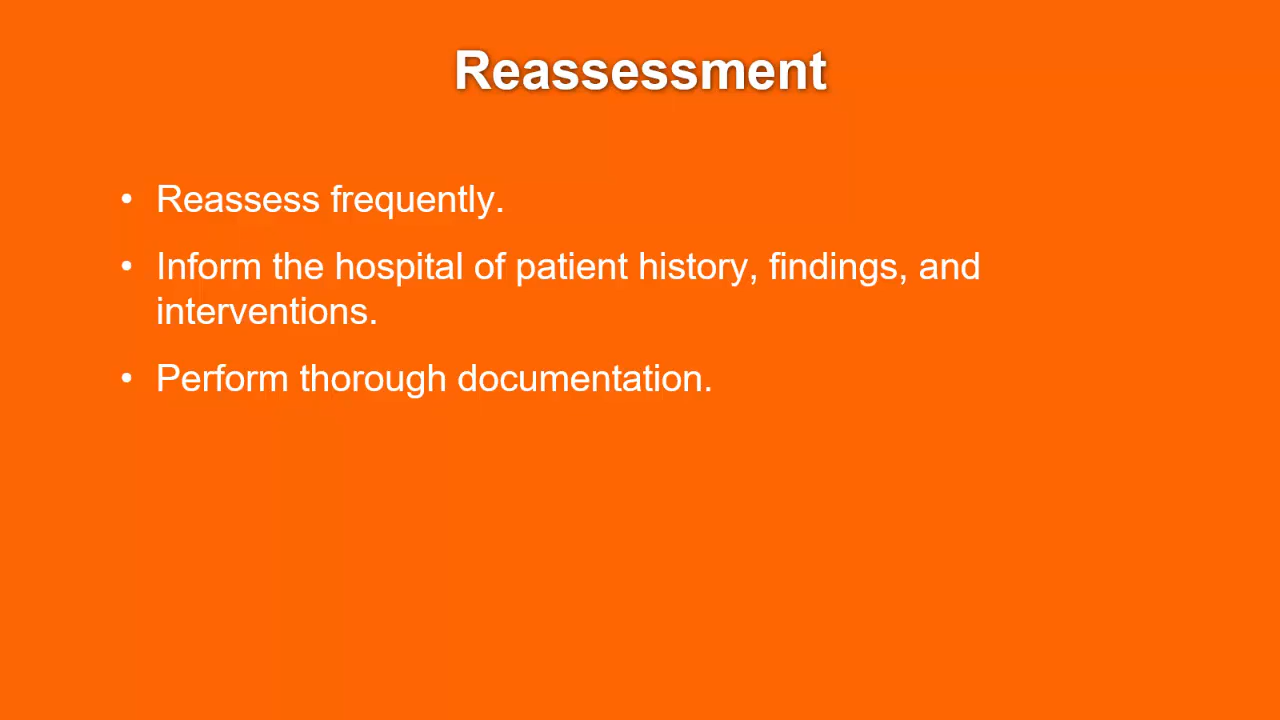 Reassessment
• Reassess frequently.
• Inform the hospital of patient history, findings, and
interventions.
• Perform thorough documentation.